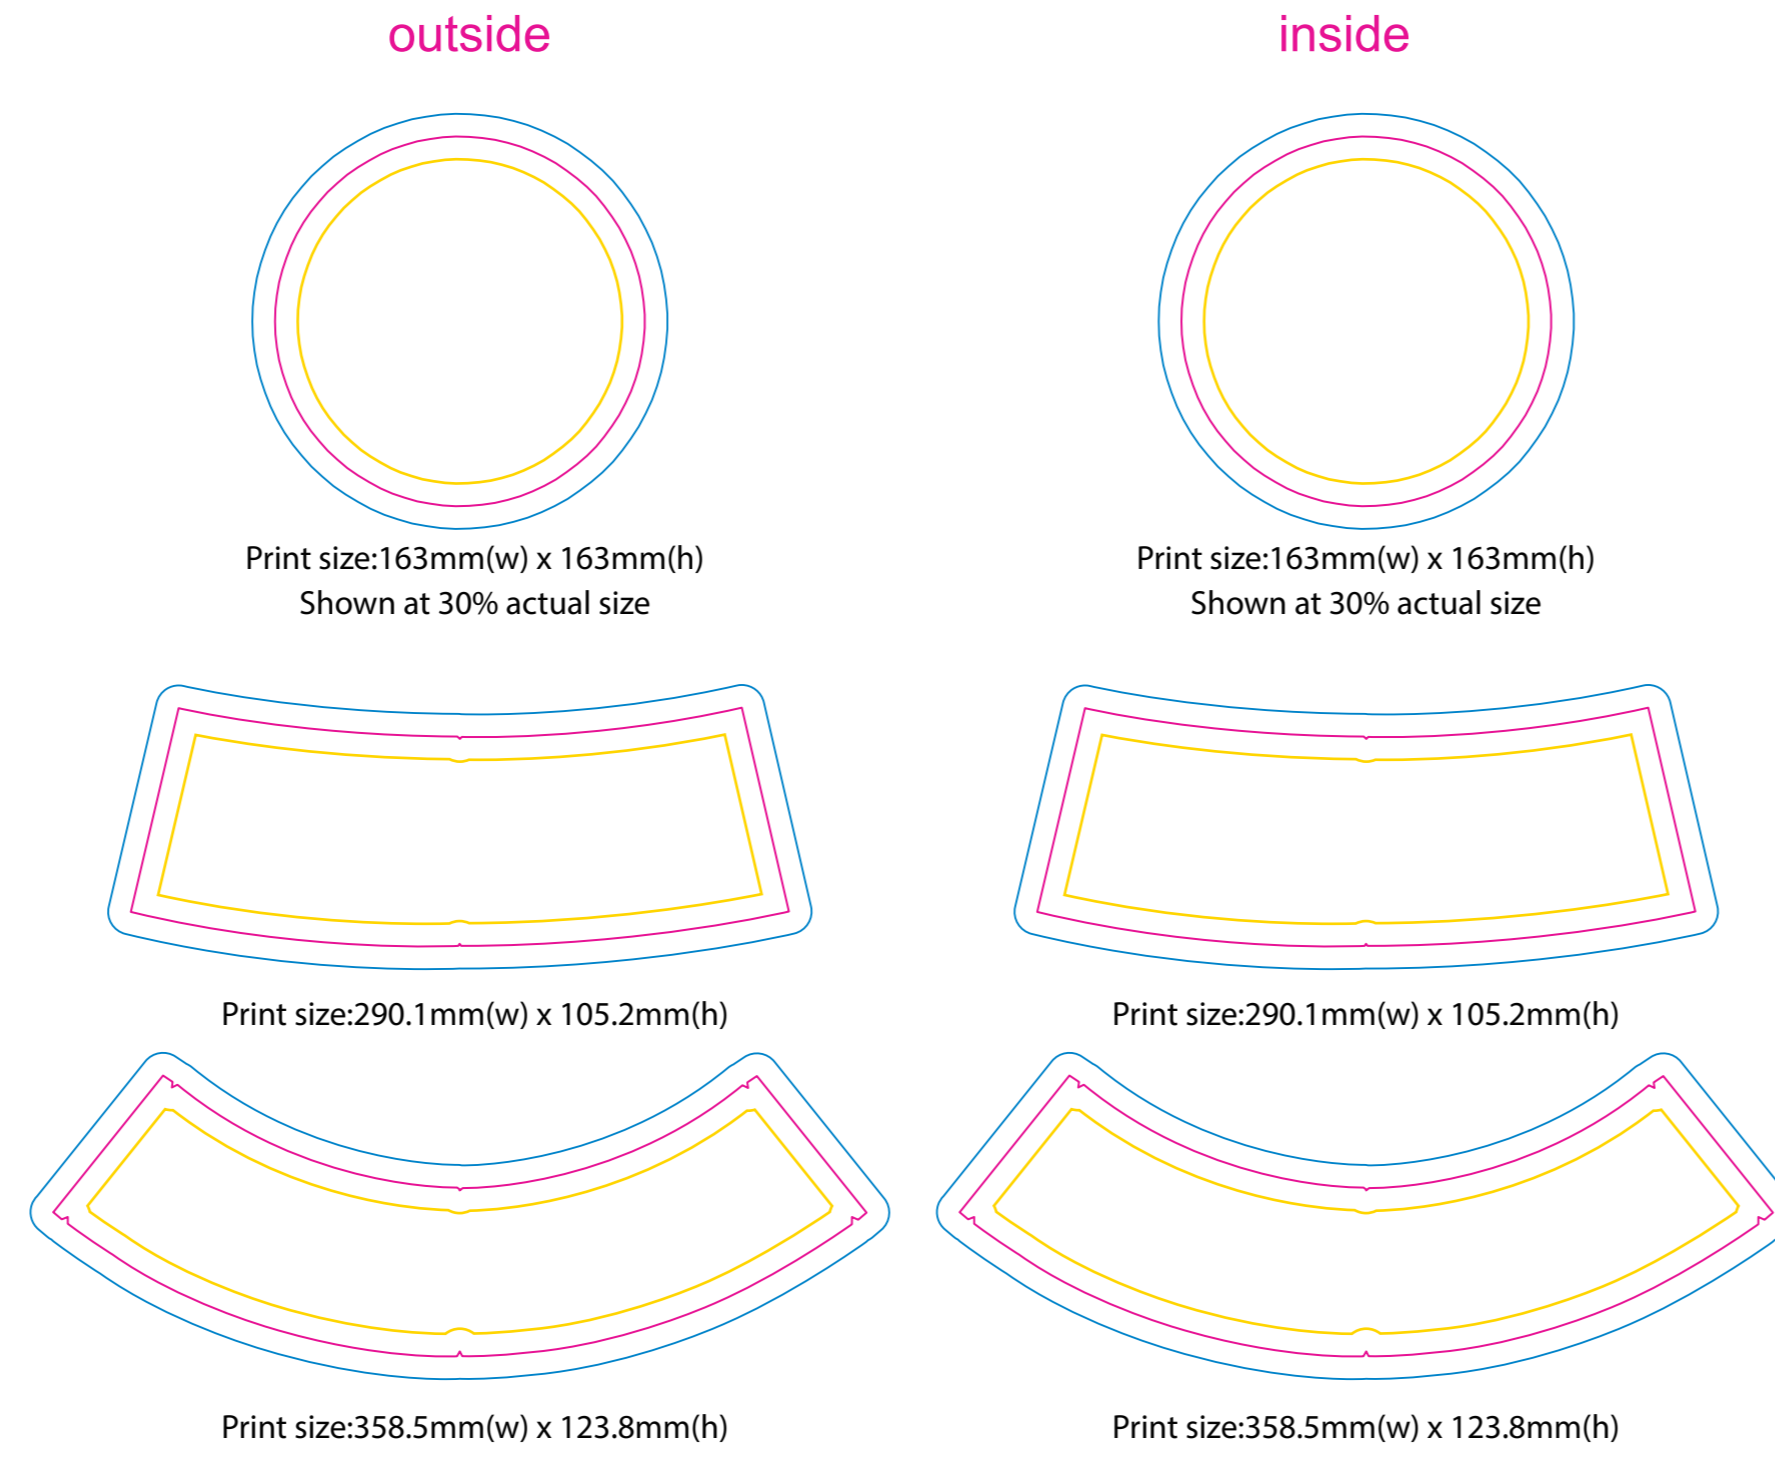 outside
inside
Print size:163mm(w) x 163mm(h)
Shown at 30% actual size
Print size:163mm(w) x 163mm(h)
Shown at 30% actual size
Print size:290.1mm(w) x 105.2mm(h)
Print size:290.1mm(w) x 105.2mm(h)
Print size:358.5mm(w) x 123.8mm(h)
Print size:358.5mm(w) x 123.8mm(h)